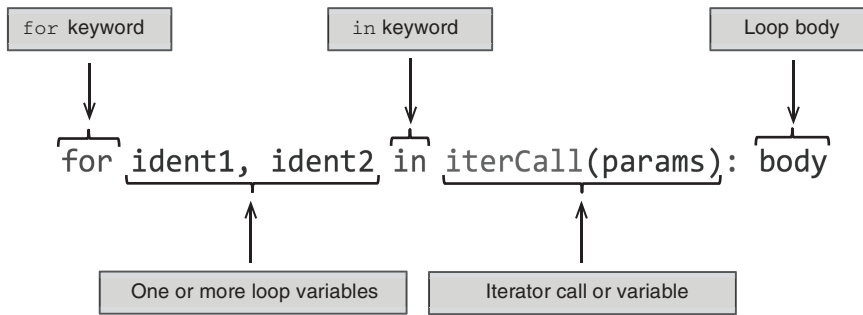 for keyword
in keyword
Loop body
for ident1, ident2 in iterCall(params): body
One or more loop variables
Iterator call or variable